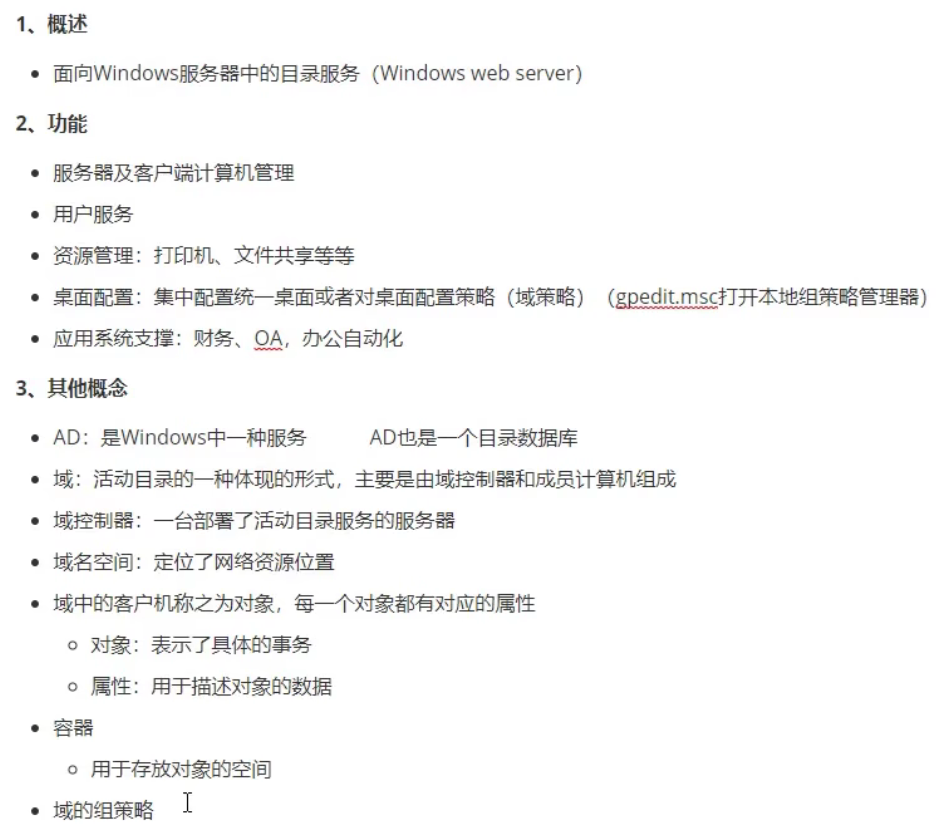 1、概述
面向Windows服务器中的目录服务（Windows web server）
2、功能
服务器及客户端计算机管理
用户服务
资源管理：打印机、文件共享等等
桌面配置：集中配置统一桌面或者对桌面配置策略（域策略）（gpedit.msc打开本地组策略管理器）
应用系统支撑：财务、OA，办公自动化
3、其他概念
AD：是Windows中一种服务 AD也是一个目录数据库
域：活动目录的一种体现的形式，主要是由域控制器和成员计算机组成
域控制器：一台部署了活动目录服务的服务器
域名空间：定位了网络资源位置
域中的客户机称之为对象，每一个对象都有对应的属性
对象：表示了具体的事务
属性：用于描述对象的数据
容器
用于存放对象的空间
域的组策略